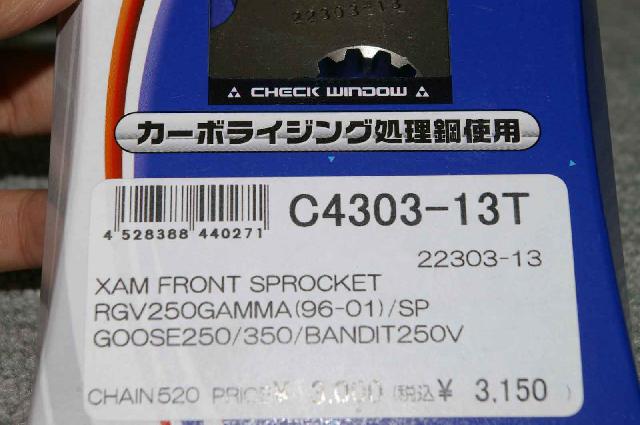 22303-13
CHECK WINDOW
カーボライジング処理鋼使用
C4303-13T
4 528388 440271
22303-13
XAM FRONT SPROCKET
RGV250GAMMA(96-01)/SP
GOOSE250/350/BANDIT250V
CHAIN520 PRICE¥ 3,000 (税込¥ 3,150